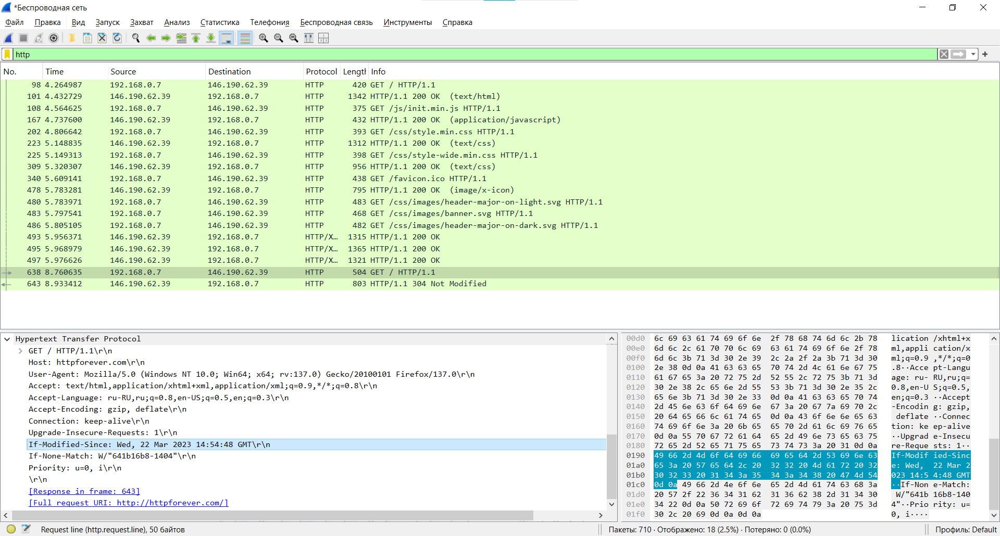 *Беспроводная сеть
Файл Правка Вид Запуск Захват Анализ Статистика Телефония Беспроводная связь Инструменты Справка
http
No. Time Source Destination Protocol Length Info
98 4.264987 192.168.0.7 146.190.62.39 HTTP 420 GET / HTTP/1.1
101 4.432729 146.190.62.39 192.168.0.7 HTTP 1342 HTTP/1.1 200 OK (text/html)
108 4.564625 192.168.0.7 146.190.62.39 HTTP 375 GET /js/init.min.js HTTP/1.1
167 4.737600 146.190.62.39 192.168.0.7 HTTP 432 HTTP/1.1 200 OK (application/javascript)
202 4.806642 192.168.0.7 146.190.62.39 HTTP 393 GET /css/style.min.css HTTP/1.1
223 5.148835 146.190.62.39 192.168.0.7 HTTP 1312 HTTP/1.1 200 OK (text/css)
225 5.149313 192.168.0.7 146.190.62.39 HTTP 398 GET /css/style-wide.min.css HTTP/1.1
309 5.320307 146.190.62.39 192.168.0.7 HTTP 956 HTTP/1.1 200 OK (text/css)
340 5.609141 192.168.0.7 146.190.62.39 HTTP 438 GET /favicon.ico HTTP/1.1
478 5.783281 146.190.62.39 192.168.0.7 HTTP 795 HTTP/1.1 200 OK (image/x-icon)
480 5.783971 192.168.0.7 146.190.62.39 HTTP 483 GET /css/images/header-major-on-light.svg HTTP/1.1
483 5.797541 192.168.0.7 146.190.62.39 HTTP 468 GET /css/images/banner.svg HTTP/1.1
486 5.805105 192.168.0.7 146.190.62.39 HTTP 482 GET /css/images/header-major-on-dark.svg HTTP/1.1
493 5.956371 146.190.62.39 192.168.0.7 HTTP/X… 1315 HTTP/1.1 200 OK
495 5.968979 146.190.62.39 192.168.0.7 HTTP/X… 1365 HTTP/1.1 200 OK
497 5.976626 146.190.62.39 192.168.0.7 HTTP/X… 1321 HTTP/1.1 200 OK
638 8.760635 192.168.0.7 146.190.62.39 HTTP 504 GET / HTTP/1.1
643 8.933412 146.190.62.39 192.168.0.7 HTTP 803 HTTP/1.1 304 Not Modified
Hypertext Transfer Protocol
GET / HTTP/1.1\r\n
Host: httpforever.com\r\n
User-Agent: Mozilla/5.0 (Windows NT 10.0; Win64; x64; rv:137.0) Gecko/20100101 Firefox/137.0\r\n
Accept: text/html,application/xhtml+xml,application/xml;q=0.9,*/*;q=0.8\r\n
Accept-Language: ru-RU,ru;q=0.8,en-US;q=0.5,en;q=0.3\r\n
Accept-Encoding: gzip, deflate\r\n
Connection: keep-alive\r\n
Upgrade-Insecure-Requests: 1\r\n
If-Modified-Since: Wed, 22 Mar 2023 14:54:48 GMT\r\n
If-None-Match: W/"641b16b8-1404"\r\n
Priority: u=0, i\r\n
\r\n
[Response in frame: 643]
[Full request URI: http://httpforever.com/]
00d0 6c 69 63 61 74 69 6f 6e 2f 78 68 74 6d 6c 2b 78 lication /xhtml+x
00e0 6d 6c 2c 61 70 70 6c 69 63 61 74 69 6f 6e 2f 78 ml,appli cation/x
00f0 6d 6c 3b 71 3d 30 2e 39 2c 2a 2f 2a 3b 71 3d 30 ml;q=0.9 ,*/*;q=0
0100 2e 38 0d 0a 41 63 63 65 70 74 2d 4c 61 6e 67 75 .8··Acce pt-Langu
0110 61 67 65 3a 20 72 75 2d 52 55 2c 72 75 3b 71 3d age: ru- RU,ru;q=
0120 30 2e 38 2c 65 6e 2d 55 53 3b 71 3d 30 2e 35 2c 0.8,en-U S;q=0.5,
0130 65 6e 3b 71 3d 30 2e 33 0d 0a 41 63 63 65 70 74 en;q=0.3 ··Accept
0140 2d 45 6e 63 6f 64 69 6e 67 3a 20 67 7a 69 70 2c -Encodin g: gzip,
0150 20 64 65 66 6c 61 74 65 0d 0a 43 6f 6e 6e 65 63 deflate ··Connec
0160 74 69 6f 6e 3a 20 6b 65 65 70 2d 61 6c 69 76 65 tion: ke ep-alive
0170 0d 0a 55 70 67 72 61 64 65 2d 49 6e 73 65 63 75 ··Upgrad e-Insecu
0180 72 65 2d 52 65 71 75 65 73 74 73 3a 20 31 0d 0a re-Reque sts: 1··
0190 49 66 2d 4d 6f 64 69 66 69 65 64 2d 53 69 6e 63 If-Modif ied-Sinc
01a0 65 3a 20 57 65 64 2c 20 32 32 20 4d 61 72 20 32 e: Wed, 22 Mar 2
01b0 30 32 33 20 31 34 3a 35 34 3a 34 38 20 47 4d 54 023 14:5 4:48 GMT
01c0 0d 0a 49 66 2d 4e 6f 6e 65 2d 4d 61 74 63 68 3a ··If-Non e-Match:
01d0 20 57 2f 22 36 34 31 62 31 36 62 38 2d 31 34 30 W/"641b 16b8-140
01e0 34 22 0d 0a 50 72 69 6f 72 69 74 79 3a 20 75 3d 4"··Prio rity: u=
01f0 30 2c 20 69 0d 0a 0d 0a 0, i····
Request line (http.request.line), 50 байтов
Пакеты: 710 · Отображено: 18 (2.5%) · Потеряно: 0 (0.0%)
Профиль: Default